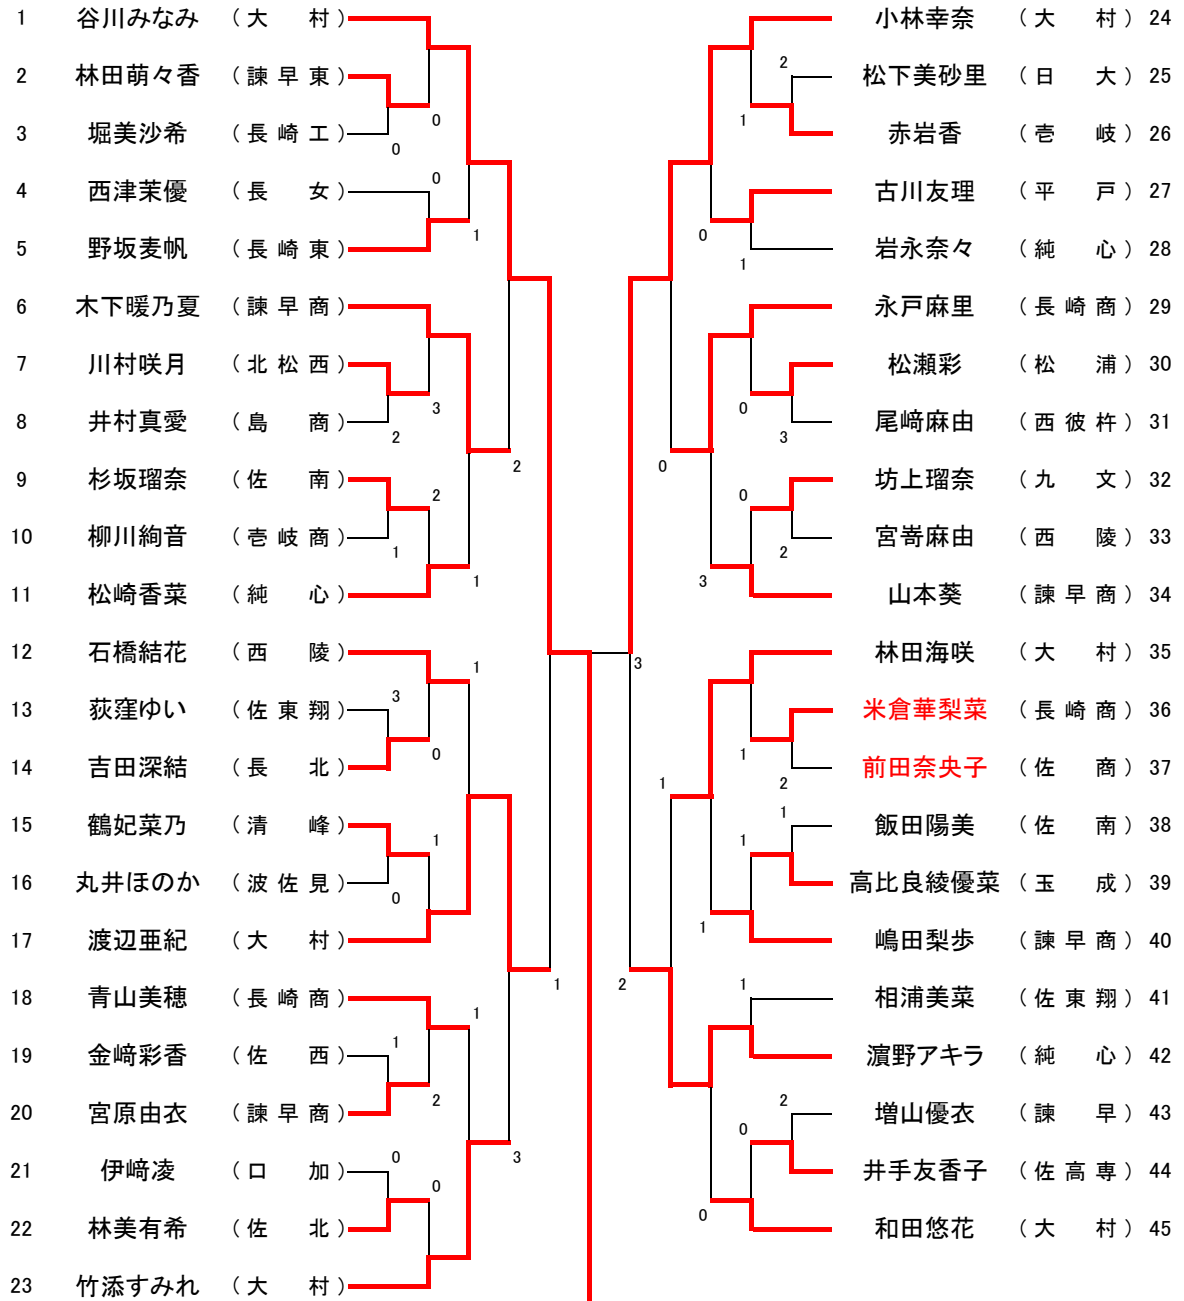 1 谷川みなみ （大　村）
2 林田萌々香 （諫早東）
3 堀美沙希 （長崎工）
4 西津茉優 （長　女）
5 野坂麦帆 （長崎東）
6 木下暖乃夏 （諫早商）
7 川村咲月 （北松西）
8 井村真愛 （島　商）
9 杉坂瑠奈 （佐　南）
10 柳川絢音 （壱岐商）
11 松崎香菜 （純　心）
12 石橋結花 （西　陵）
13 荻窪ゆい （佐東翔）
14 吉田深結 （長　北）
15 鶴妃菜乃 （清　峰）
16 丸井ほのか （波佐見）
17 渡辺亜紀 （大　村）
18 青山美穂 （長崎商）
19 金﨑彩香 （佐　西）
20 宮原由衣 （諫早商）
21 伊﨑凌 （口　加）
22 林美有希 （佐　北）
23 竹添すみれ （大　村）
0
0
0
1
3
2
2
2
1
1
1
3
0
1
0
1
1
1
2
3
0
0
小林幸奈 （大　村） 24
松下美砂里 （日　大） 25
赤岩香 （壱　岐） 26
古川友理 （平　戸） 27
岩永奈々 （純　心） 28
永戸麻里 （長崎商） 29
松瀬彩 （松　浦） 30
尾﨑麻由 （西彼杵） 31
坊上瑠奈 （九　文） 32
宮嵜麻由 （西　陵） 33
山本葵 （諫早商） 34
林田海咲 （大　村） 35
米倉華梨菜 （長崎商） 36
前田奈央子 （佐　商） 37
飯田陽美 （佐　南） 38
高比良綾優菜 （玉　成） 39
嶋田梨歩 （諫早商） 40
相浦美菜 （佐東翔） 41
濵野アキラ （純　心） 42
増山優衣 （諫　早） 43
井手友香子 （佐高専） 44
和田悠花 （大　村） 45
2
1
0
1
0
3
0
0
2
3
3
1
2
1
1
1
1
2
1
2
0
0